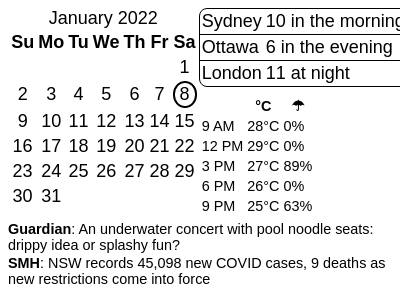 January 2022
Su Mo Tu We Th Fr Sa
1
2 3 4 5 6 7 8
9 10 11 12 13 14 15
16 17 18 19 20 21 22
23 24 25 26 27 28 29
30 31
Sydney 10 in the morning
Ottawa 6 in the evening
London 11 at night
°C ☂
9 AM 28°C 0%
12 PM 29°C 0%
3 PM 27°C 89%
6 PM 26°C 0%
9 PM 25°C 63%
Guardian: An underwater concert with pool noodle seats:
drippy idea or splashy fun?
SMH: NSW records 45,098 new COVID cases, 9 deaths as
new restrictions come into force